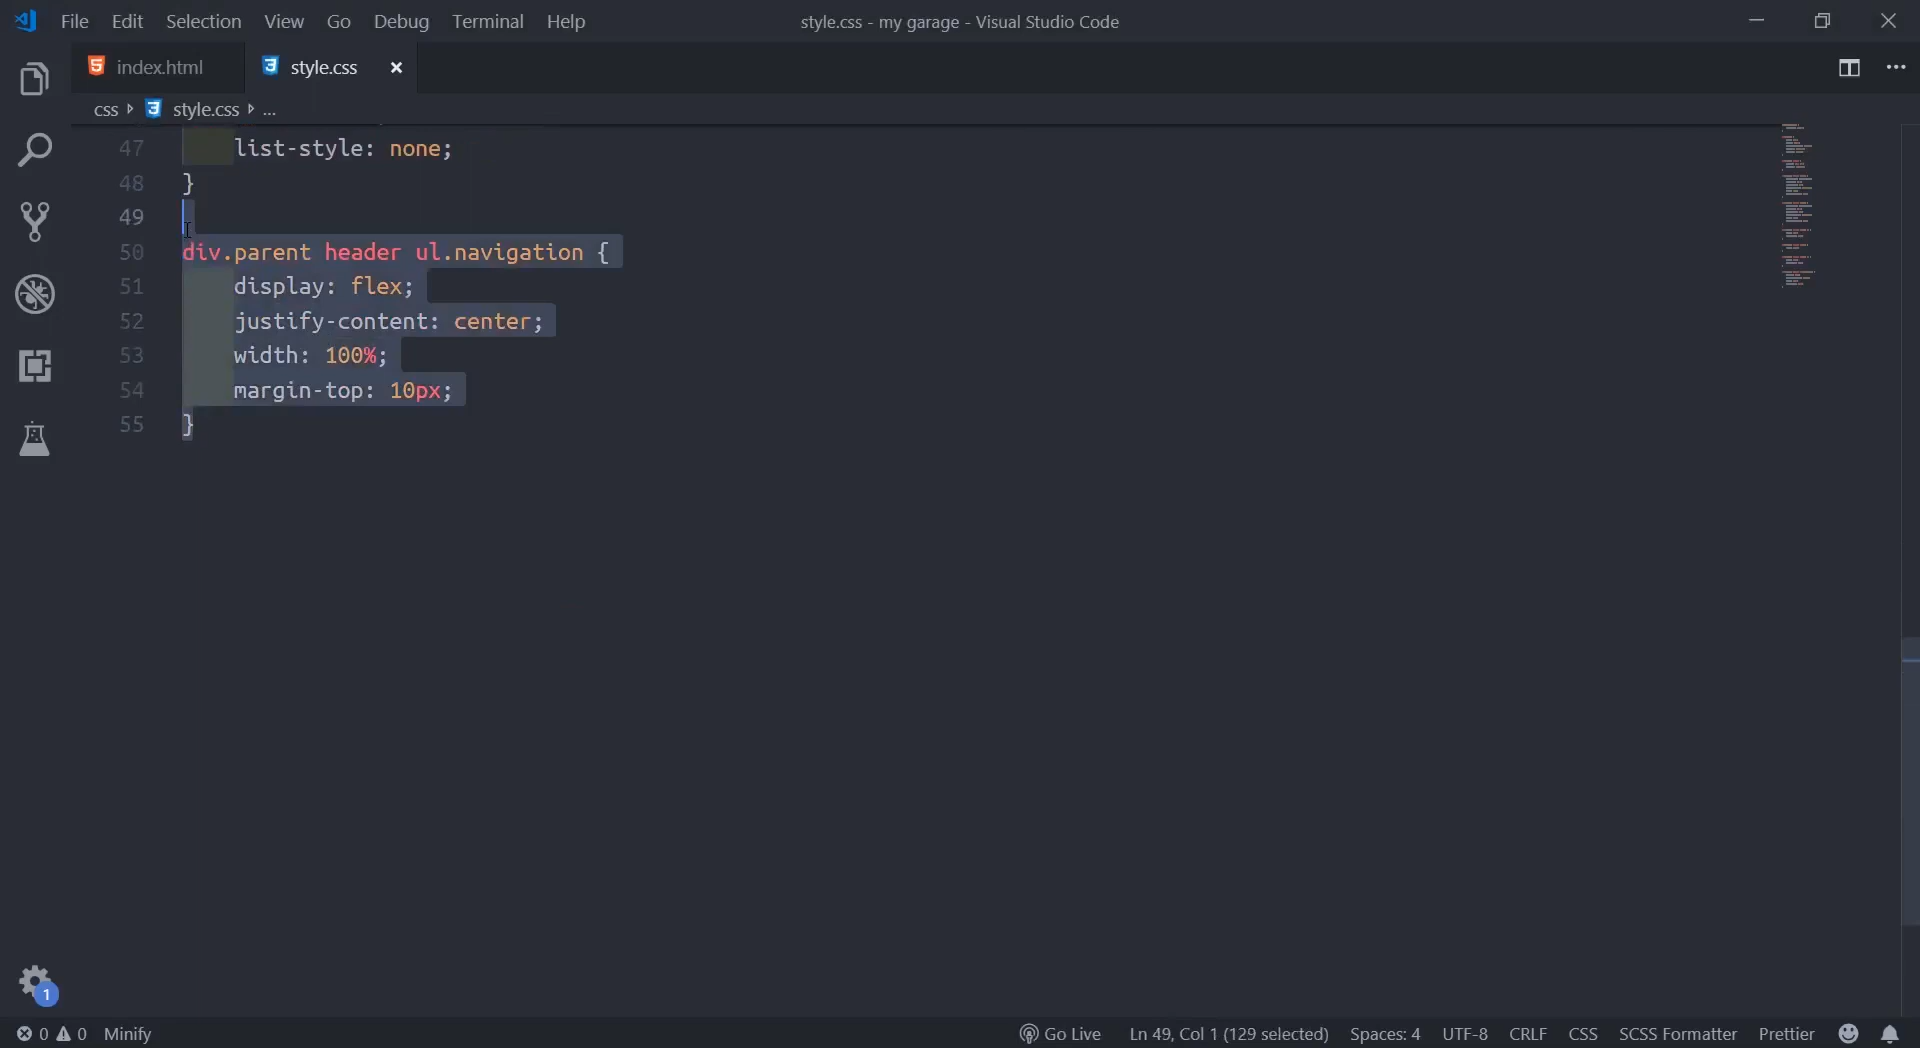 File Edit Selection View Go Debug Terminal Help style.css - my garage - Visual Studio Code
index.html style.css
css style.css ...
47 list-style: none;
48 }
49
50 div.parent header ul.navigation {
51 display: flex;
52 justify-content: center;
53 width: 100%;
54 margin-top: 10px;
55 }
1
0 0 Minify Go Live Ln 49, Col 1 (129 selected) Spaces: 4 UTF-8 CRLF CSS SCSS Formatter Prettier